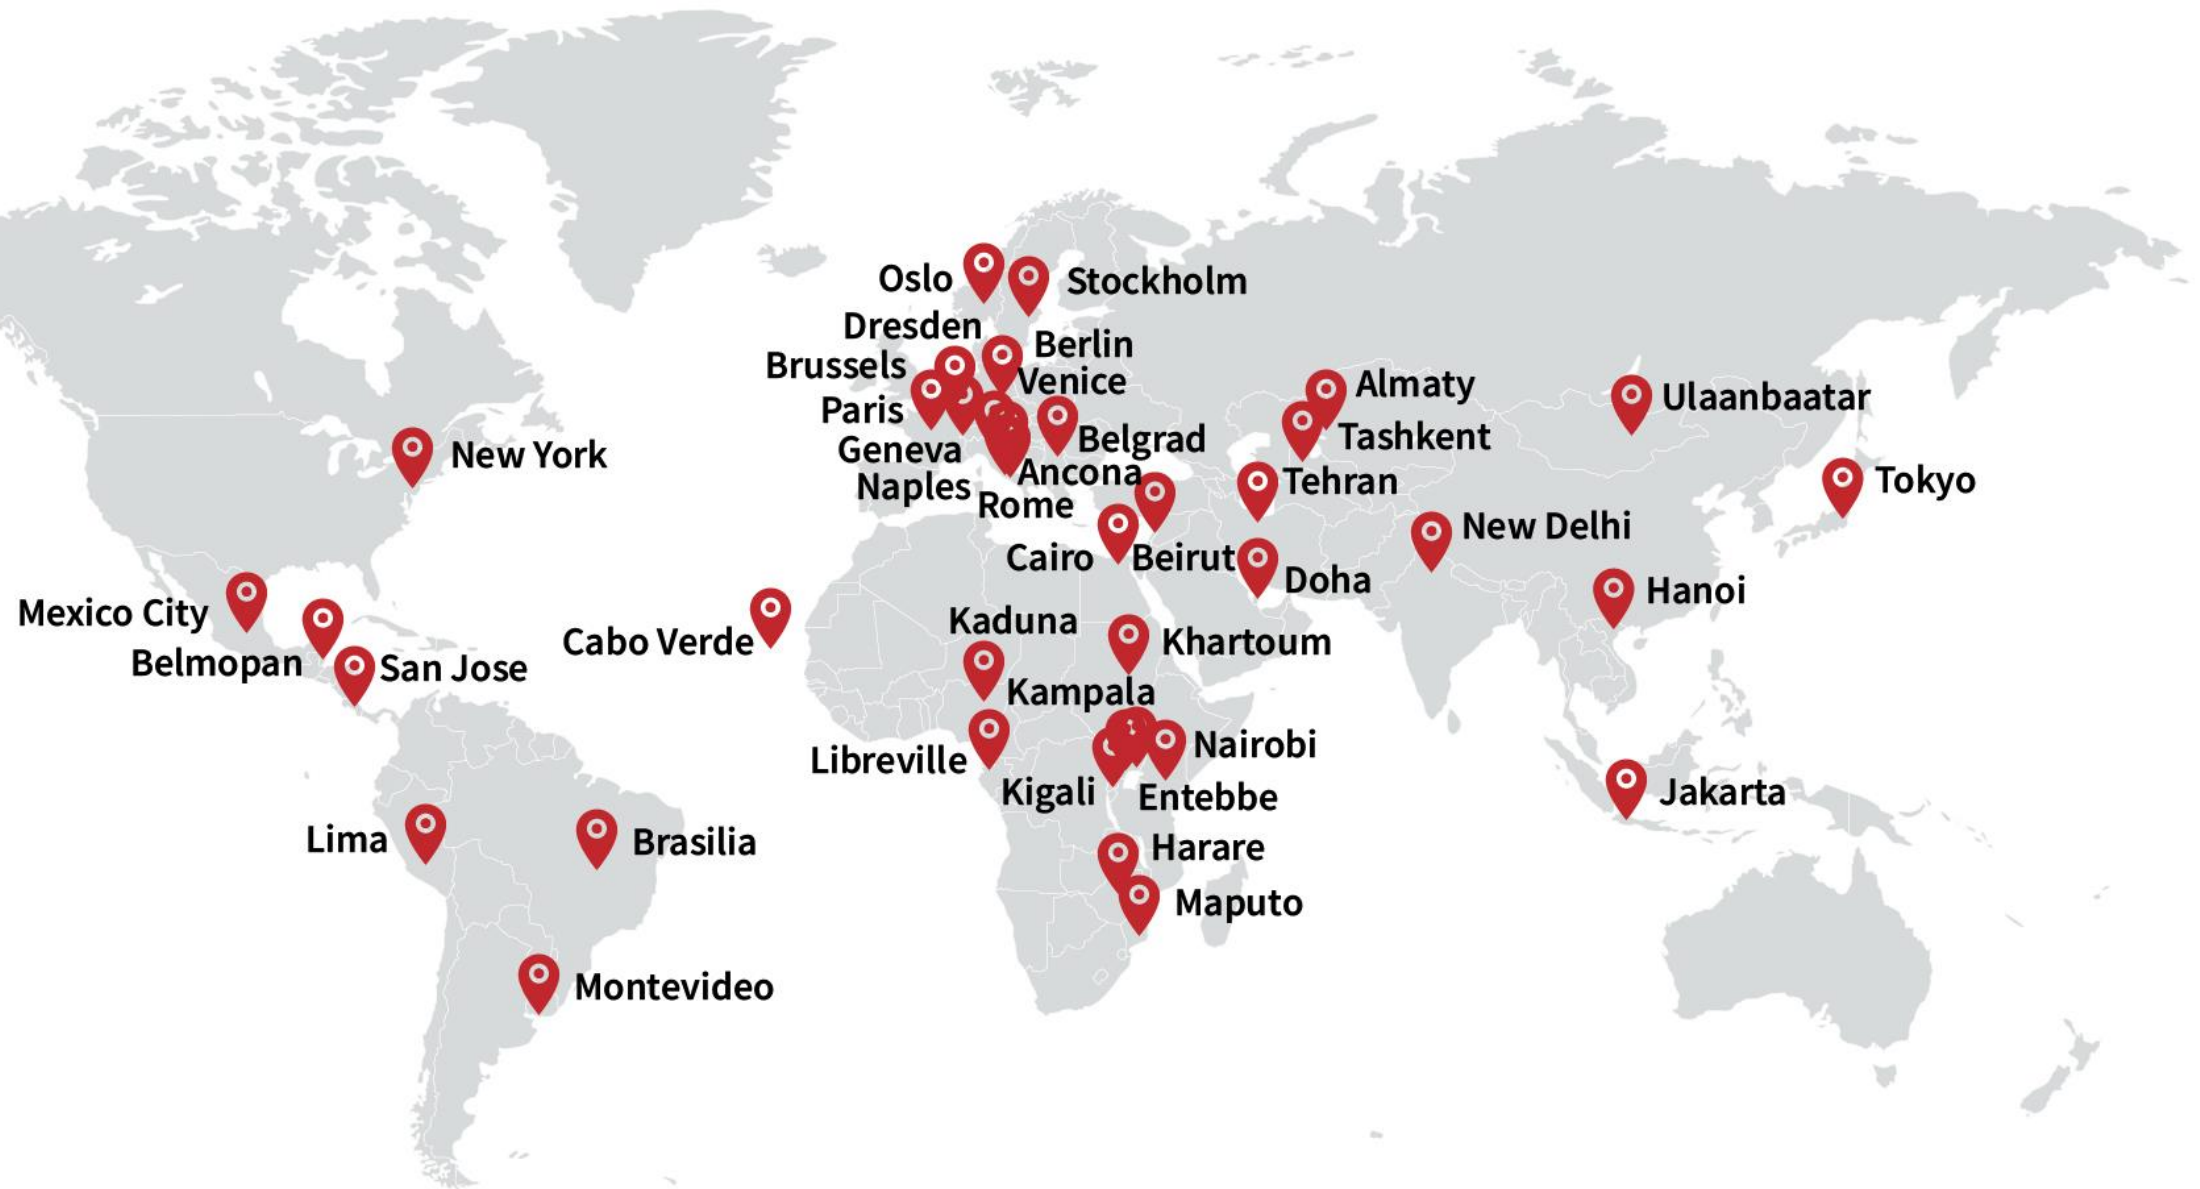 Oslo
Stockholm
Dresden
Berlin
Brussels
Venice
Almaty
Ulaanbaatar
Paris
Tashkent
Belgrad
Geneva
New York
Ancona
Tehran
Tokyo
Naples
Rome
New Delhi
Cairo
Beirut
Doha
Hanoi
Mexico City
Kaduna
Cabo Verde
Khartoum
Belmopan
San Jose
Kampala
Libreville
Nairobi
Kigali
Entebbe
Jakarta
Lima
Brasilia
Harare
Maputo
Montevideo